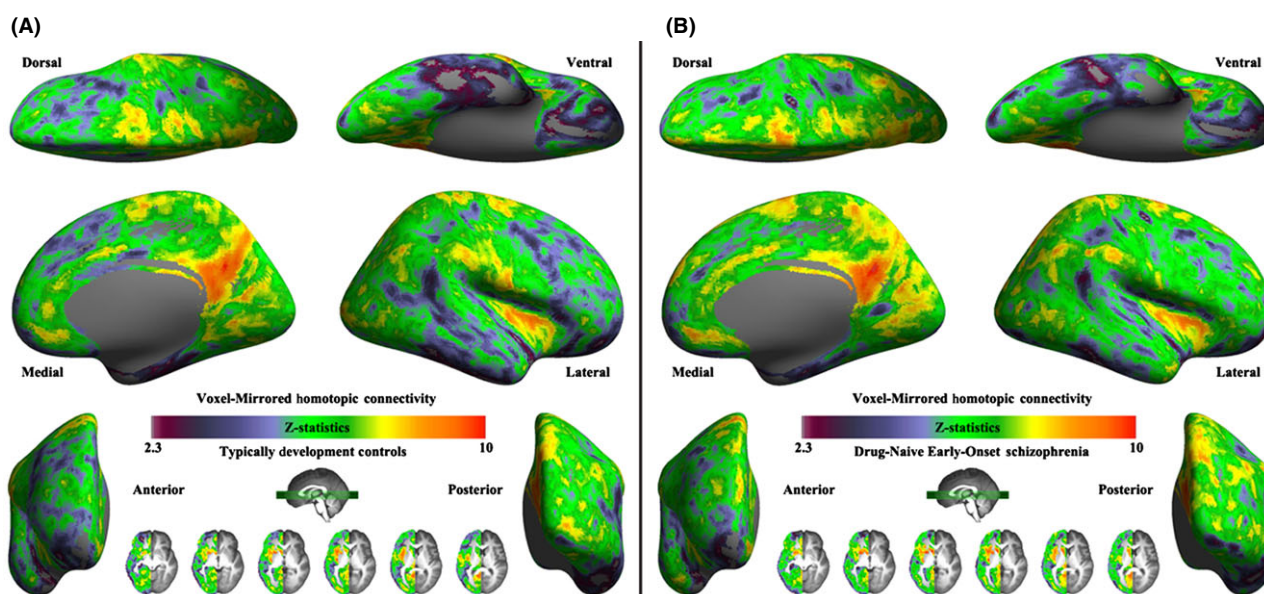 (A)
Dorsal
Ventral
Medial
Lateral
Voxel-Mirrored homotopic connectivity
Z-statistics
2.3
10
Typically development controls
Anterior
Posterior
(B)
Dorsal
Ventral
Medial
Lateral
Voxel-Mirrored homotopic connectivity
Z-statistics
2.3
10
Drug-Naive Early-Onset schizophrenia
Anterior
Posterior